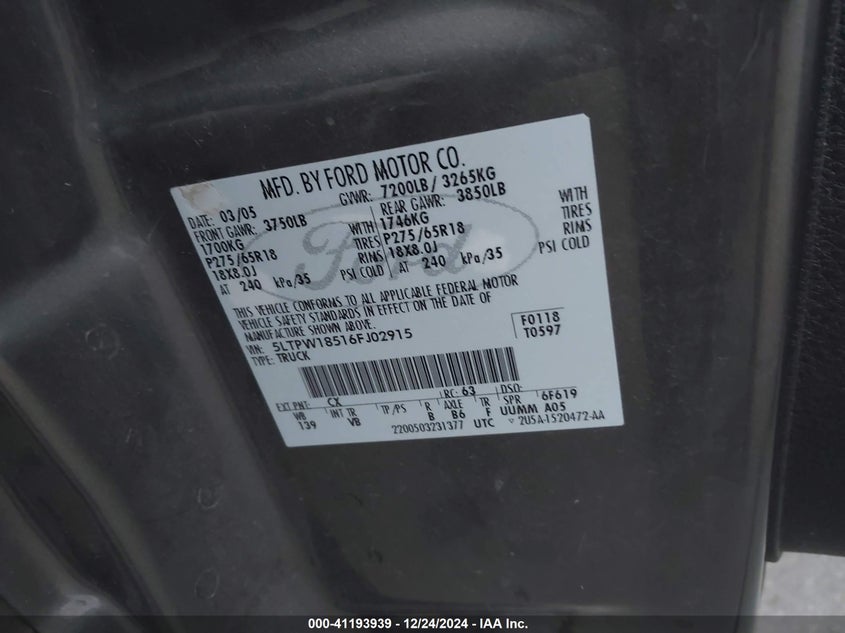 MFD. BY FORD MOTOR CO.
DATE: 03/05 GVWR: 7200LB / 3265KG
FRONT GAWR: 3750LB REAR GAWR: 3850LB
1700KG WITH 1746KG WITH
P275/65R18 TIRES P275/65R18 TIRES
18X8.0J RIMS 18X8.0J RIMS
AT 240 kPa/35 PSI COLD AT 240 kPa/35 PSI COLD
THIS VEHICLE CONFORMS TO ALL APPLICABLE FEDERAL MOTOR
VEHICLE SAFETY STANDARDS IN EFFECT ON THE DATE OF
MANUFACTURE SHOWN ABOVE.
VIN: 5LTPW18516FJ02915 F0118
TYPE: TRUCK T0597
EXT PNT: CX RC: 63 DSO:
WB INT TR TP/PS R AXLE TR SPR 6F619
139 VB B B6 F UUMM A05
2200503231377 UTC 2U5A-1520472-AA
Ford
000-41193939 – 12/24/2024 – IAA Inc.